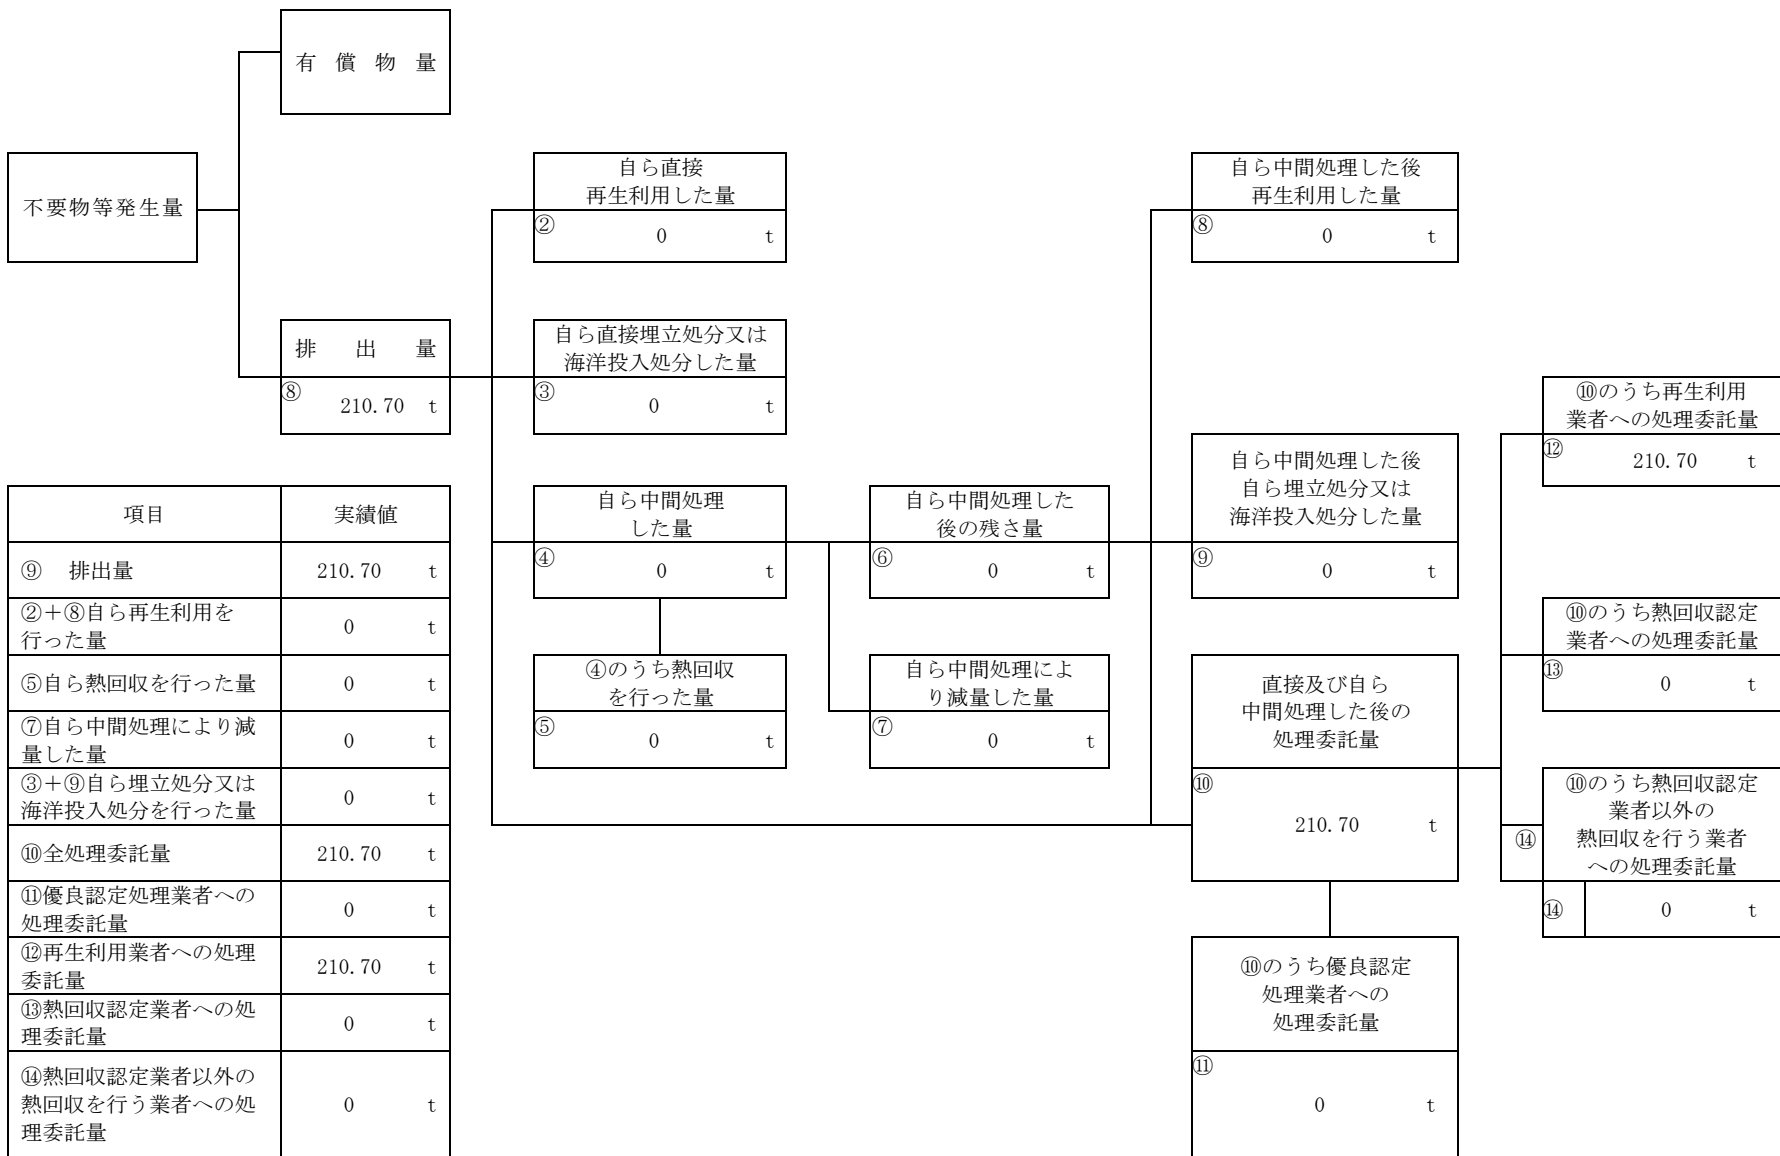 有償物量
不要物等発生量
自ら直接
再生利用した量
② 0 t
自ら中間処理した後
再生利用した量
⑧ 0 t
排出量
⑧ 210.70 t
自ら直接埋立処分又は
海洋投入処分した量
③ 0 t
⑩のうち再生利用
業者への処理委託量
⑫ 210.70 t
自ら中間処理
した量
④ 0 t
自ら中間処理した
後の残さ量
⑥ 0 t
自ら中間処理した後
自ら埋立処分又は
海洋投入処分した量
⑨ 0 t
⑩のうち熱回収認定
業者への処理委託量
⑬ 0 t
④のうち熱回収
を行った量
⑤ 0 t
自ら中間処理によ
り減量した量
⑦ 0 t
直接及び自ら
中間処理した後の
処理委託量
⑩
210.70 t
⑩のうち熱回収認定
業者以外の
熱回収を行う業者
への処理委託量
⑭
⑭ 0 t
⑩のうち優良認定
処理業者への
処理委託量
⑪
0 t
項目 実績値
⑨ 排出量 210.70 t
②+⑧自ら再生利用を
行った量 0 t
⑤自ら熱回収を行った量 0 t
⑦自ら中間処理により減
量した量 0 t
③+⑨自ら埋立処分又は
海洋投入処分を行った量 0 t
⑩全処理委託量 210.70 t
⑪優良認定処理業者への
処理委託量 0 t
⑫再生利用業者への処理
委託量 210.70 t
⑬熱回収認定業者への処
理委託量 0 t
⑭熱回収認定業者以外の
熱回収を行う業者への処
理委託量 0 t